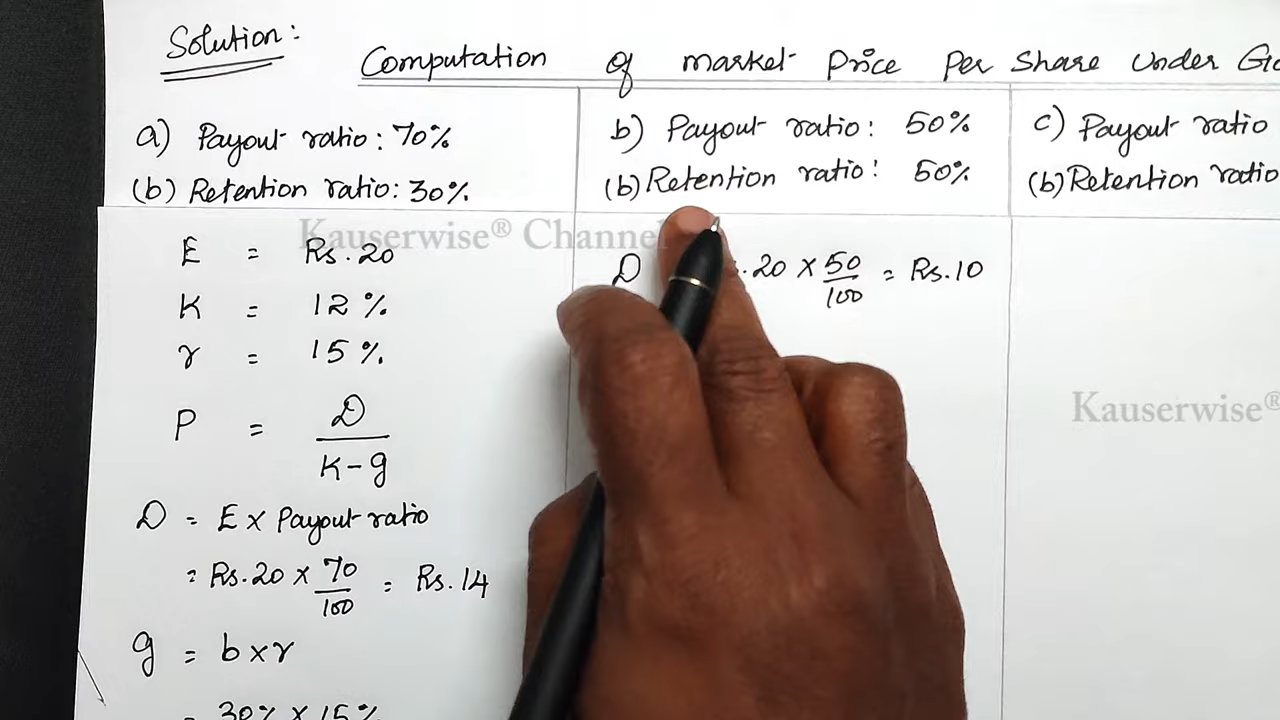 Solution:
Computation of market Price Per Share under
a) Payout ratio: 70%
(b) Retention ratio: 30%
E = Rs.20
K = 12%
r = 15%
P = D / K-g
D = E x Payout ratio
= Rs.20 x 70/100 = Rs.14
g = b x r
= 30% x 15%
b) Payout ratio: 50%
(b) Retention ratio: 50%
D .20 x 50/100 = Rs.10
c) Payout ratio
(b) Retention ratio
Kauserwise® Channel
Kauserwise®